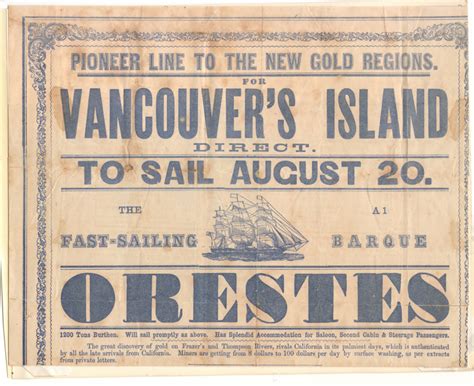 PIONEER LINE TO THE NEW GOLD REGIONS.
FOR
VANCOUVER'S ISLAND
DIRECT.
TO SAIL AUGUST 20.
THE A1
FAST-SAILING BARQUE
ORESTES
1200 Tons Burthen. Will sail promptly as above. Has Splendid Accommodation for Saloon, Second Cabin & Steerage Passengers.
The great discovery of gold on Fraser's and Thompson Rivers, rivals California in its palmiest days, which is authenticated
by all the late arrivals from California. Miners are getting from 8 dollars to 100 dollars per day by surface washing, as per extracts
from private letters.